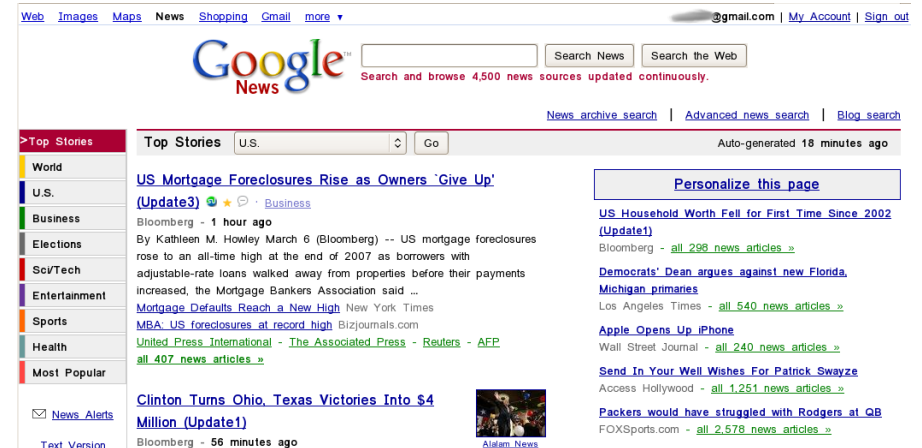 Web Images Maps News Shopping Gmail more ▼
@gmail.com | My Account | Sign out
Google™
News
Search News
Search the Web
Search and browse 4,500 news sources updated continuously.
News archive search | Advanced news search | Blog search
>Top Stories
World
U.S.
Business
Elections
Sci/Tech
Entertainment
Sports
Health
Most Popular
News Alerts
Text Version
Top Stories U.S. Go
Auto-generated 18 minutes ago
US Mortgage Foreclosures Rise as Owners `Give Up'
(Update3) · Business
Bloomberg - 1 hour ago
By Kathleen M. Howley March 6 (Bloomberg) -- US mortgage foreclosures
rose to an all-time high at the end of 2007 as borrowers with
adjustable-rate loans walked away from properties before their payments
increased, the Mortgage Bankers Association said ...
Mortgage Defaults Reach a New High New York Times
MBA: US foreclosures at record high Bizjournals.com
United Press International - The Associated Press - Reuters - AFP
all 407 news articles »
Clinton Turns Ohio, Texas Victories Into $4
Million (Update1)
Bloomberg - 56 minutes ago
Alalam News
Personalize this page
US Household Worth Fell for First Time Since 2002
(Update1)
Bloomberg - all 298 news articles »
Democrats' Dean argues against new Florida,
Michigan primaries
Los Angeles Times - all 540 news articles »
Apple Opens Up iPhone
Wall Street Journal - all 240 news articles »
Send In Your Well Wishes For Patrick Swayze
Access Hollywood - all 1,251 news articles »
Packers would have struggled with Rodgers at QB
FOXSports.com - all 2,578 news articles »